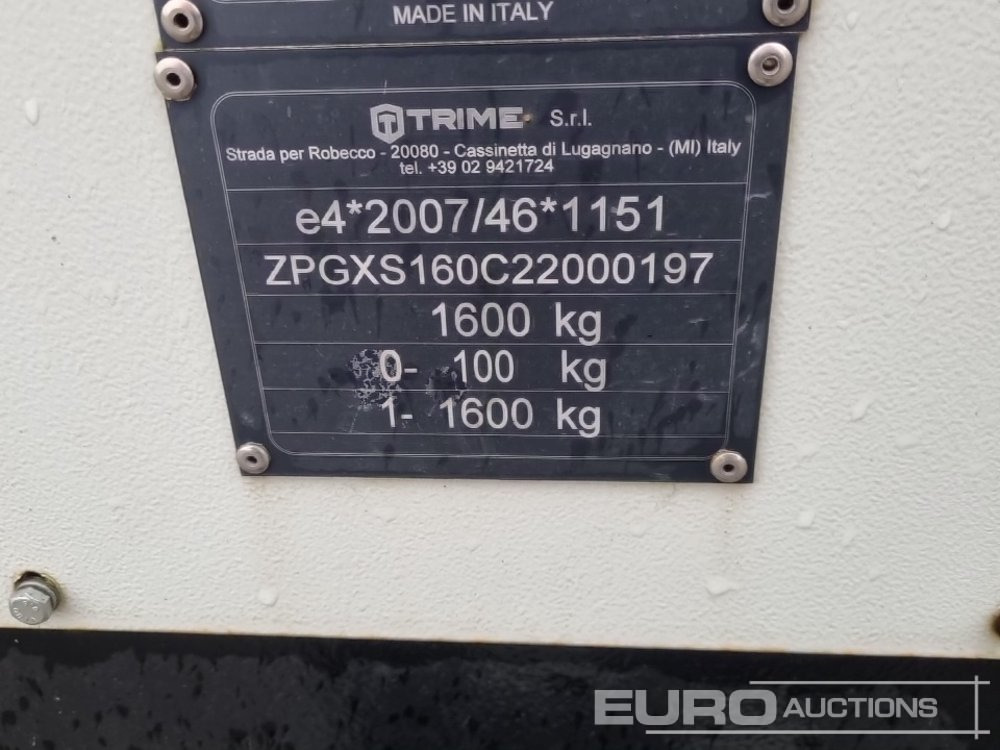 MADE IN ITALY
TRIME S.r.l.
Strada per Robecco - 20080 - Cassinetta di Lugagnano - (MI) Italy
tel. +39 02 9421724
e4*2007/46*1151
ZPGXS160C22000197
1600 kg
0- 100 kg
1- 1600 kg
EURO AUCTIONS